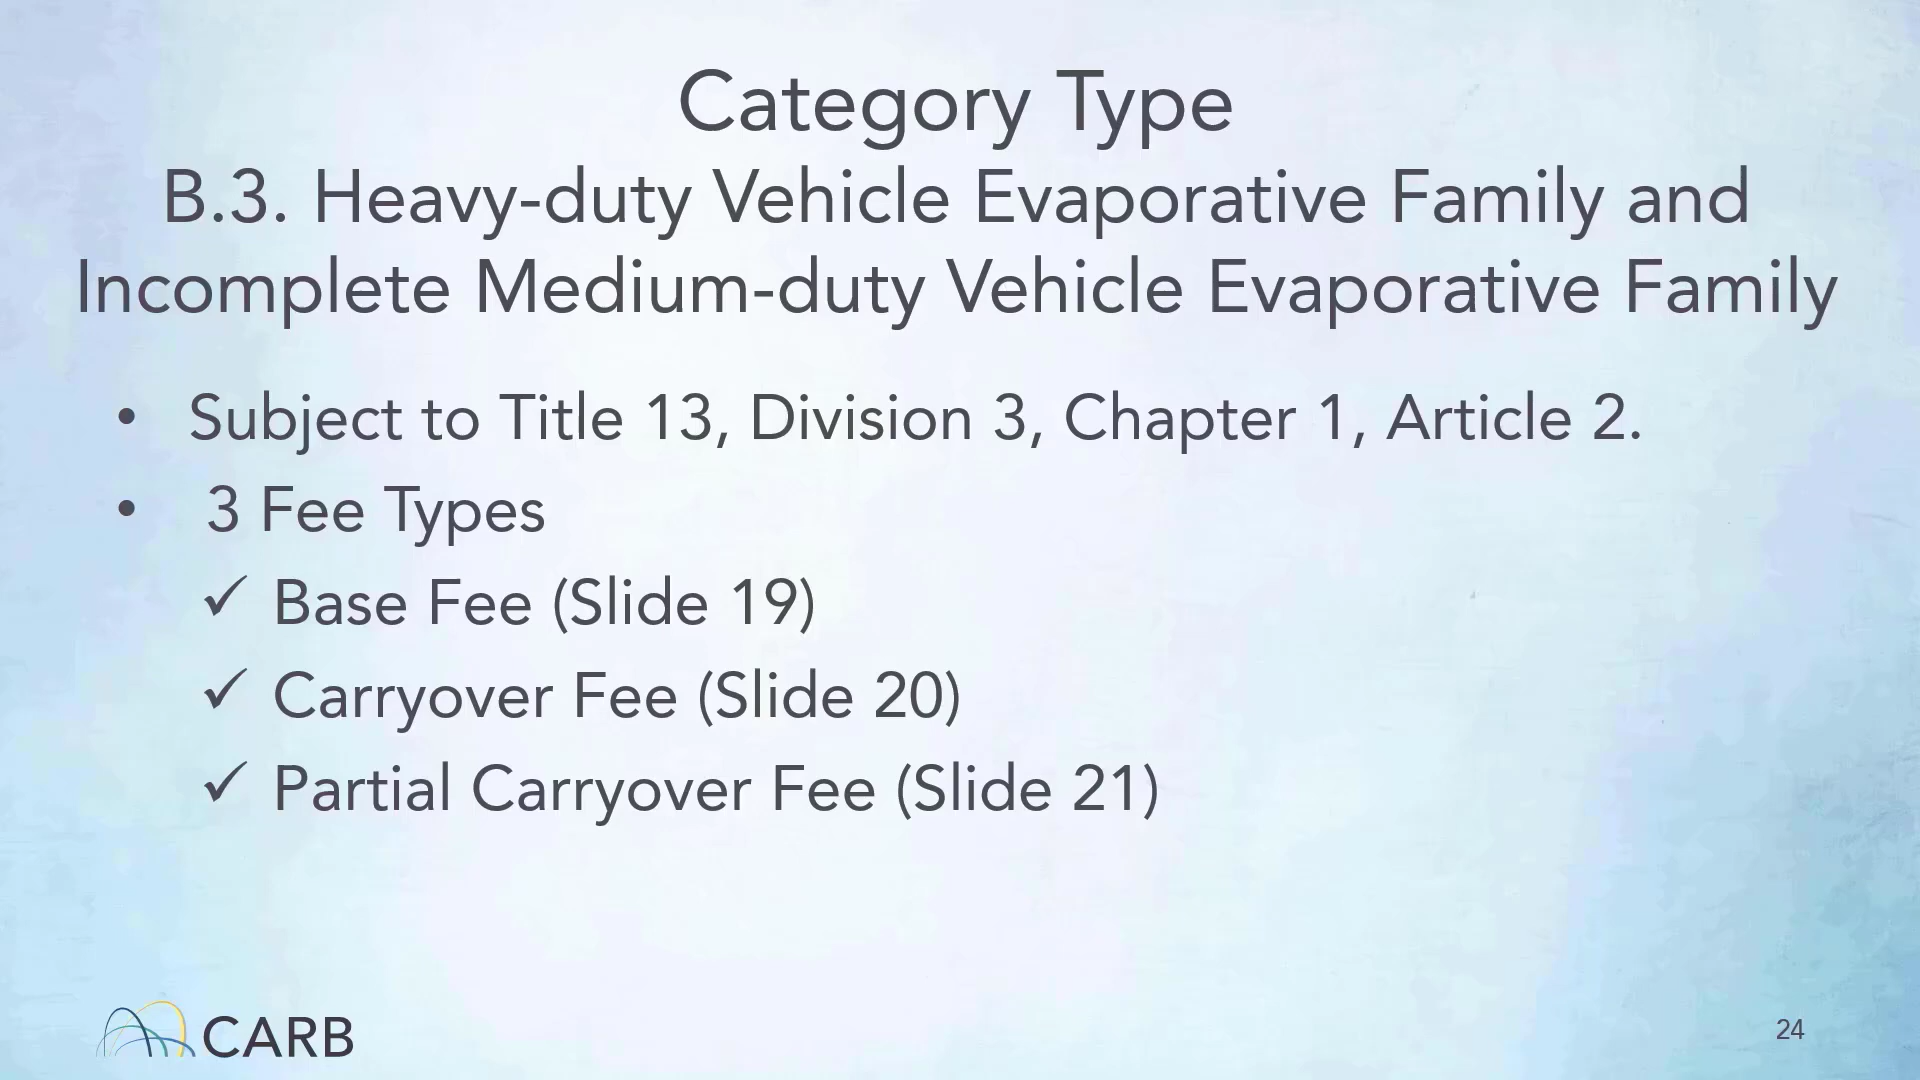 Category Type
B.3. Heavy-duty Vehicle Evaporative Family and
Incomplete Medium-duty Vehicle Evaporative Family
• Subject to Title 13, Division 3, Chapter 1, Article 2.
• 3 Fee Types
✓ Base Fee (Slide 19)
✓ Carryover Fee (Slide 20)
✓ Partial Carryover Fee (Slide 21)
CARB
24